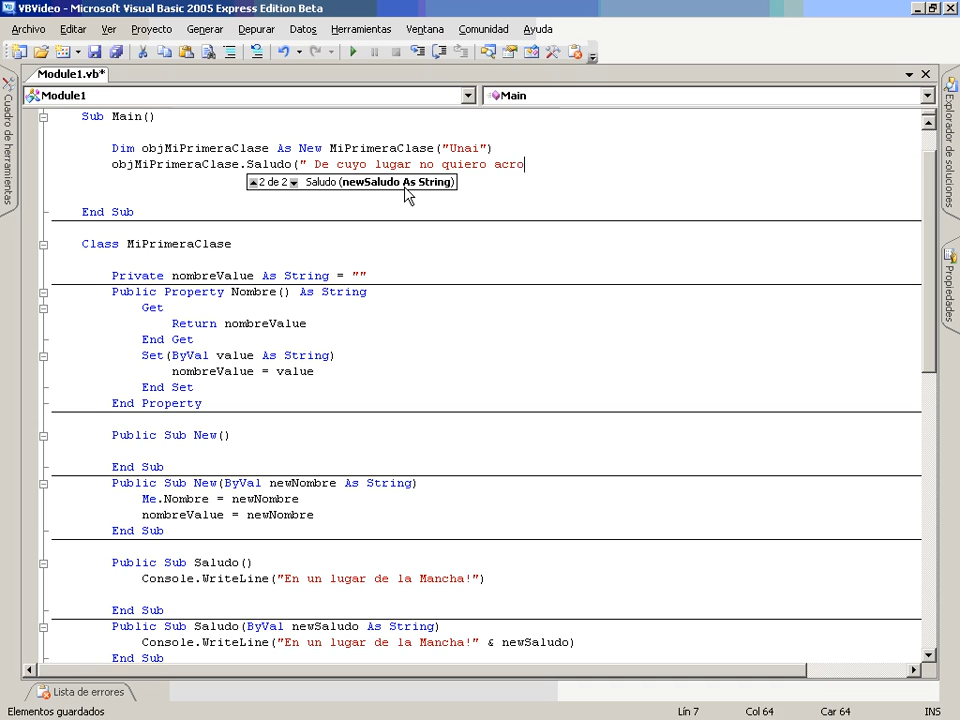 VBVideo - Microsoft Visual Basic 2005 Express Edition Beta
Archivo Editar Ver Proyecto Generar Depurar Datos Herramientas Ventana Comunidad Ayuda
Module1.vb*
Module1 Main
Cuadro de herramientas
Explorador de soluciones
Propiedades
Sub Main()
Dim objMiPrimeraClase As New MiPrimeraClase("Unai")
objMiPrimeraClase.Saludo(" De cuyo lugar no quiero acro
2 de 2 Saludo (newSaludo As String)
End Sub
Class MiPrimeraClase
Private nombreValue As String = ""
Public Property Nombre() As String
Get
Return nombreValue
End Get
Set(ByVal value As String)
nombreValue = value
End Set
End Property
Public Sub New()
End Sub
Public Sub New(ByVal newNombre As String)
Me.Nombre = newNombre
nombreValue = newNombre
End Sub
Public Sub Saludo()
Console.WriteLine("En un lugar de la Mancha!")
End Sub
Public Sub Saludo(ByVal newSaludo As String)
Console.WriteLine("En un lugar de la Mancha!" & newSaludo)
End Sub
Lista de errores
Elementos guardados Lín 7 Col 64 Car 64 INS